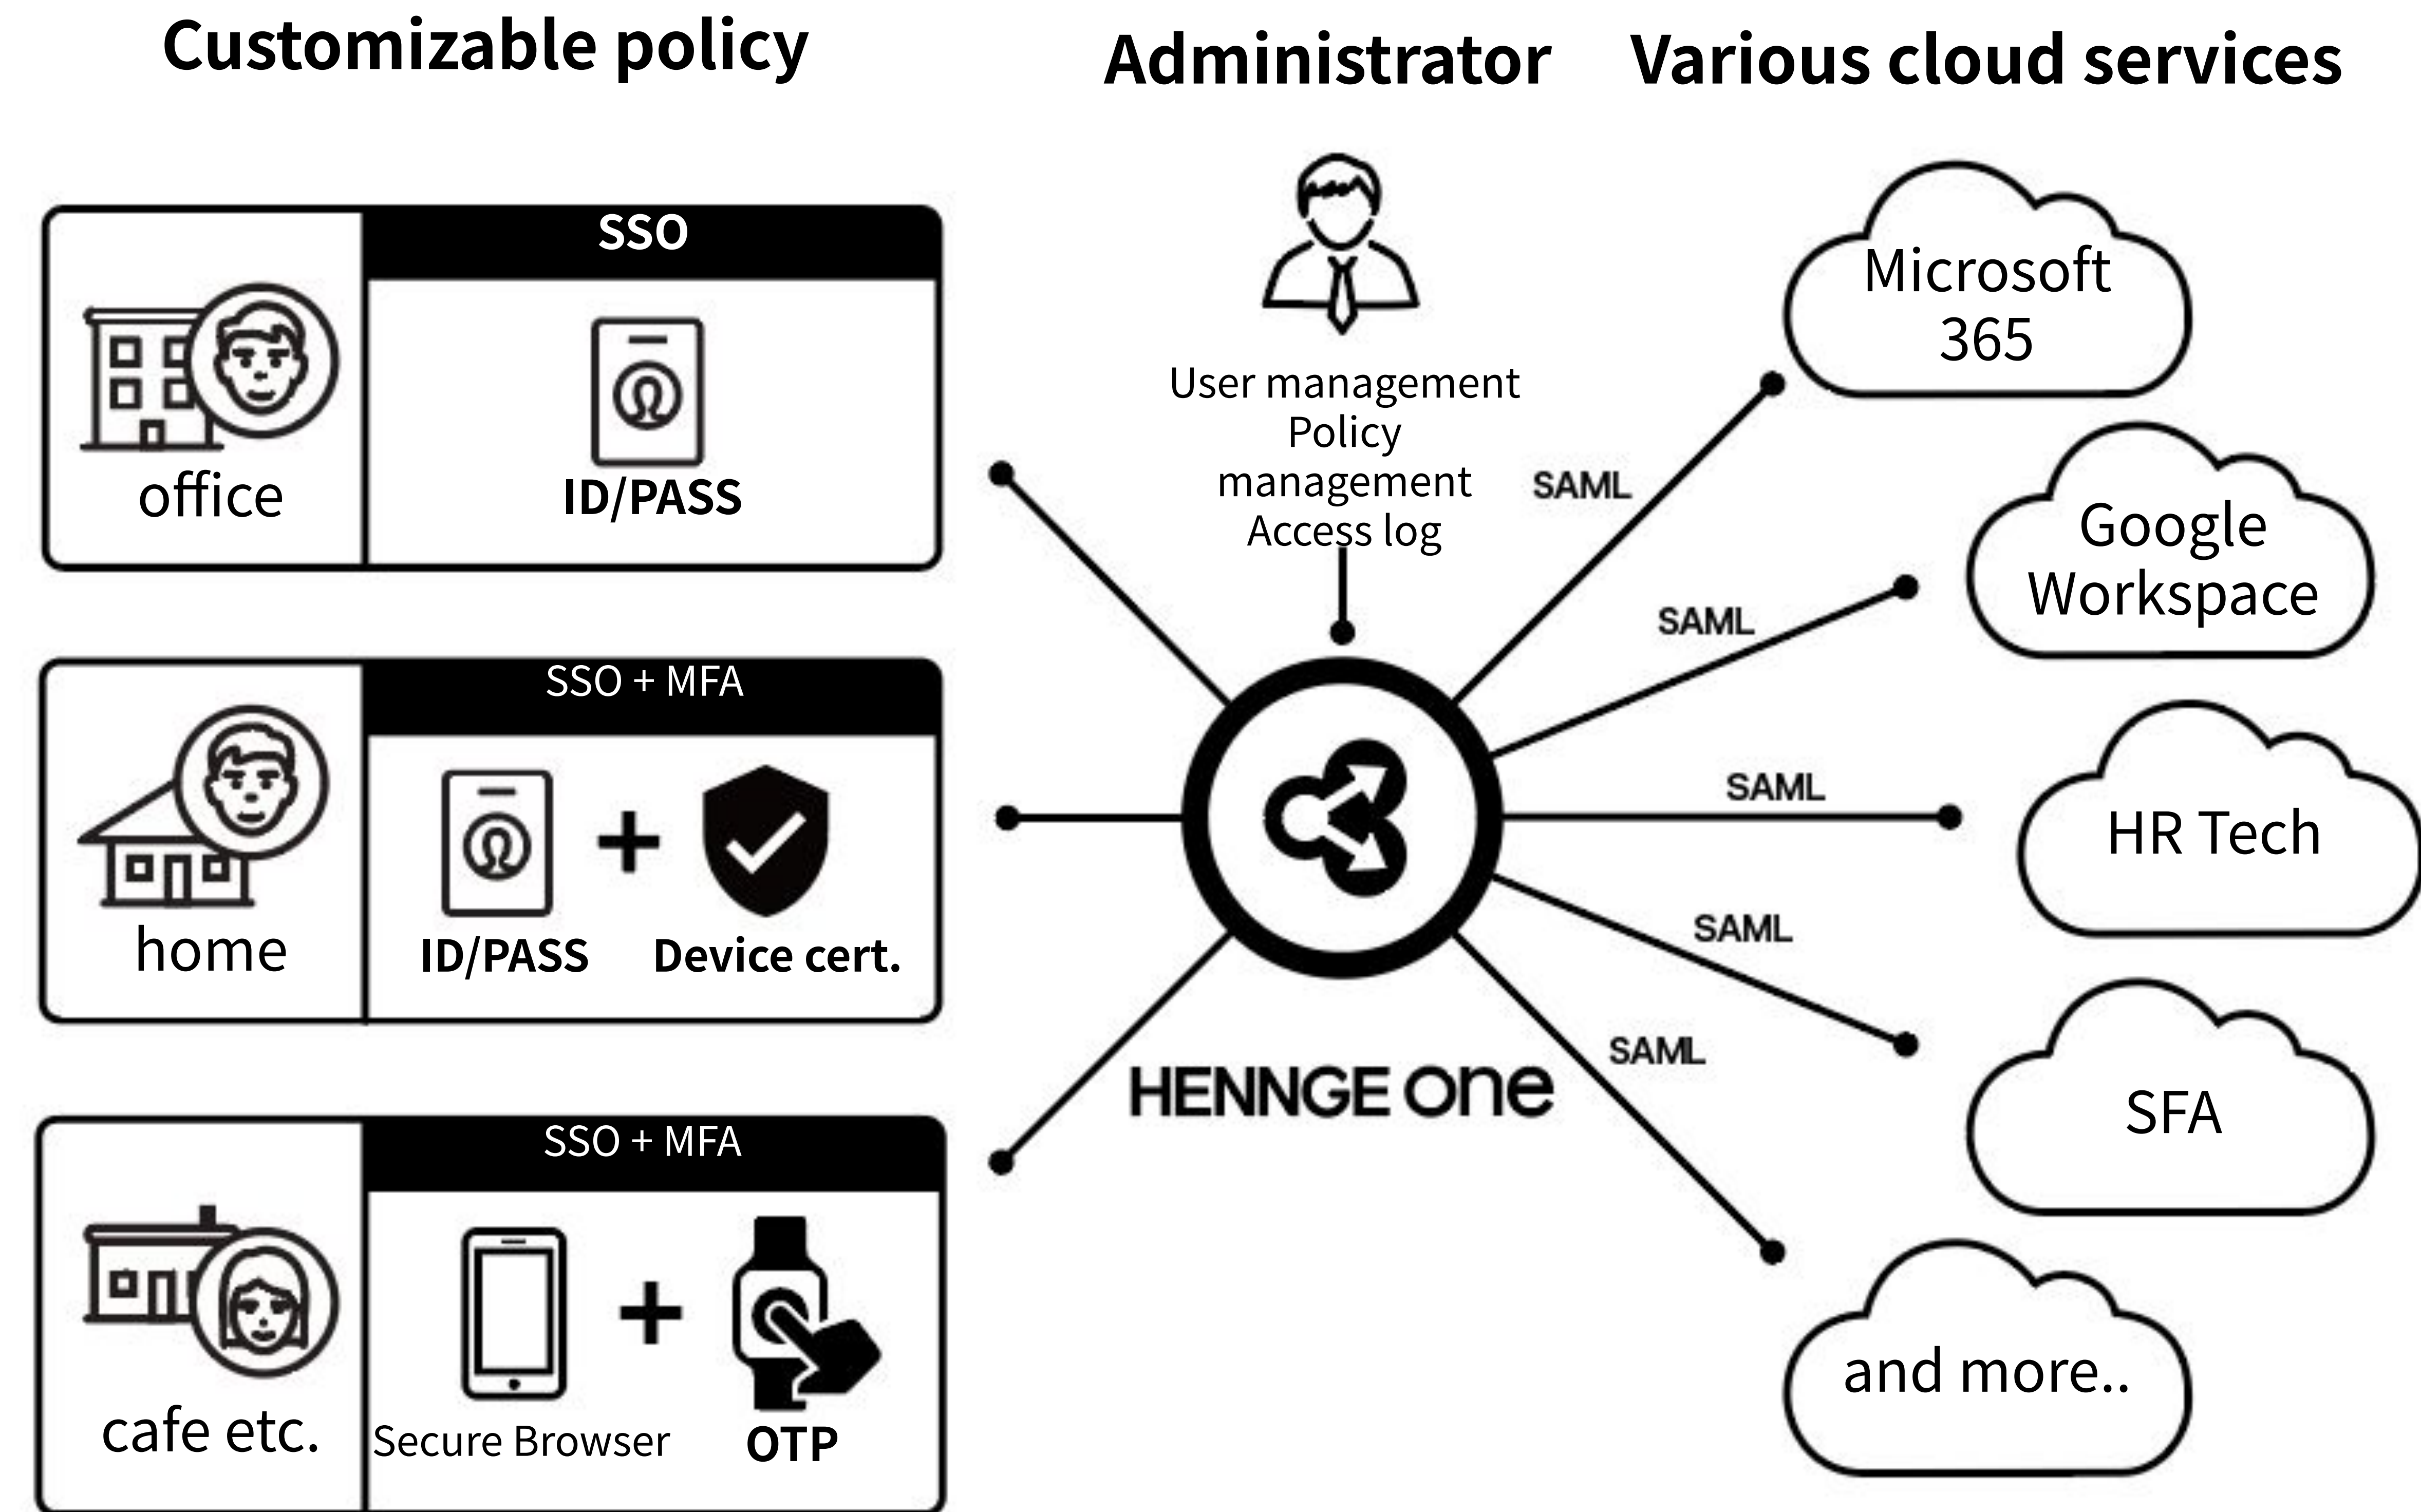 Customizable policy
Administrator
Various cloud services
SSO
office
ID/PASS
SSO + MFA
home
ID/PASS
Device cert.
SSO + MFA
cafe etc.
Secure Browser
OTP
User management
Policy
management
Access log
HENNGE one
SAML
SAML
SAML
SAML
SAML
Microsoft
365
Google
Workspace
HR Tech
SFA
and more..